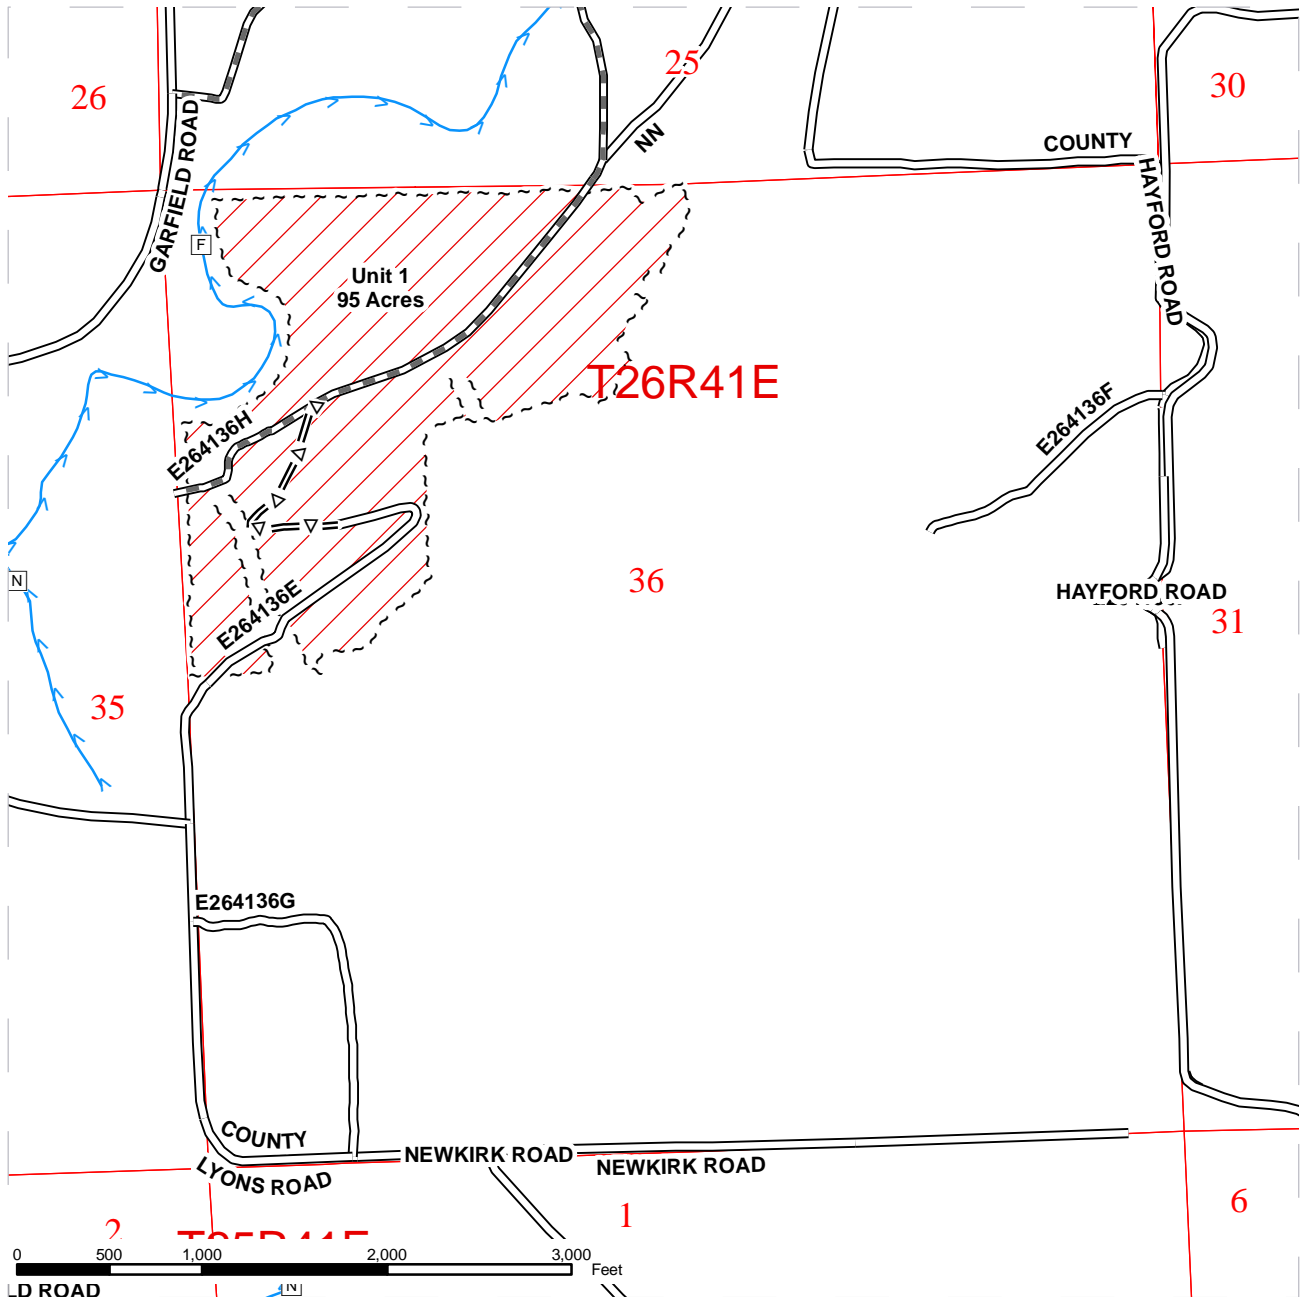 26
25
30
COUNTY
NN
GARFIELD ROAD
HAYFORD ROAD
F
Unit 1
95 Acres
T26R41E
E264136H
E264136F
N
36
E264136E
HAYFORD ROAD
31
35
E264136G
COUNTY
LYONS ROAD
NEWKIRK ROAD
NEWKIRK ROAD
2
1
6
T25R41E
0 500 1,000 2,000 3,000
Feet
LD ROAD
N